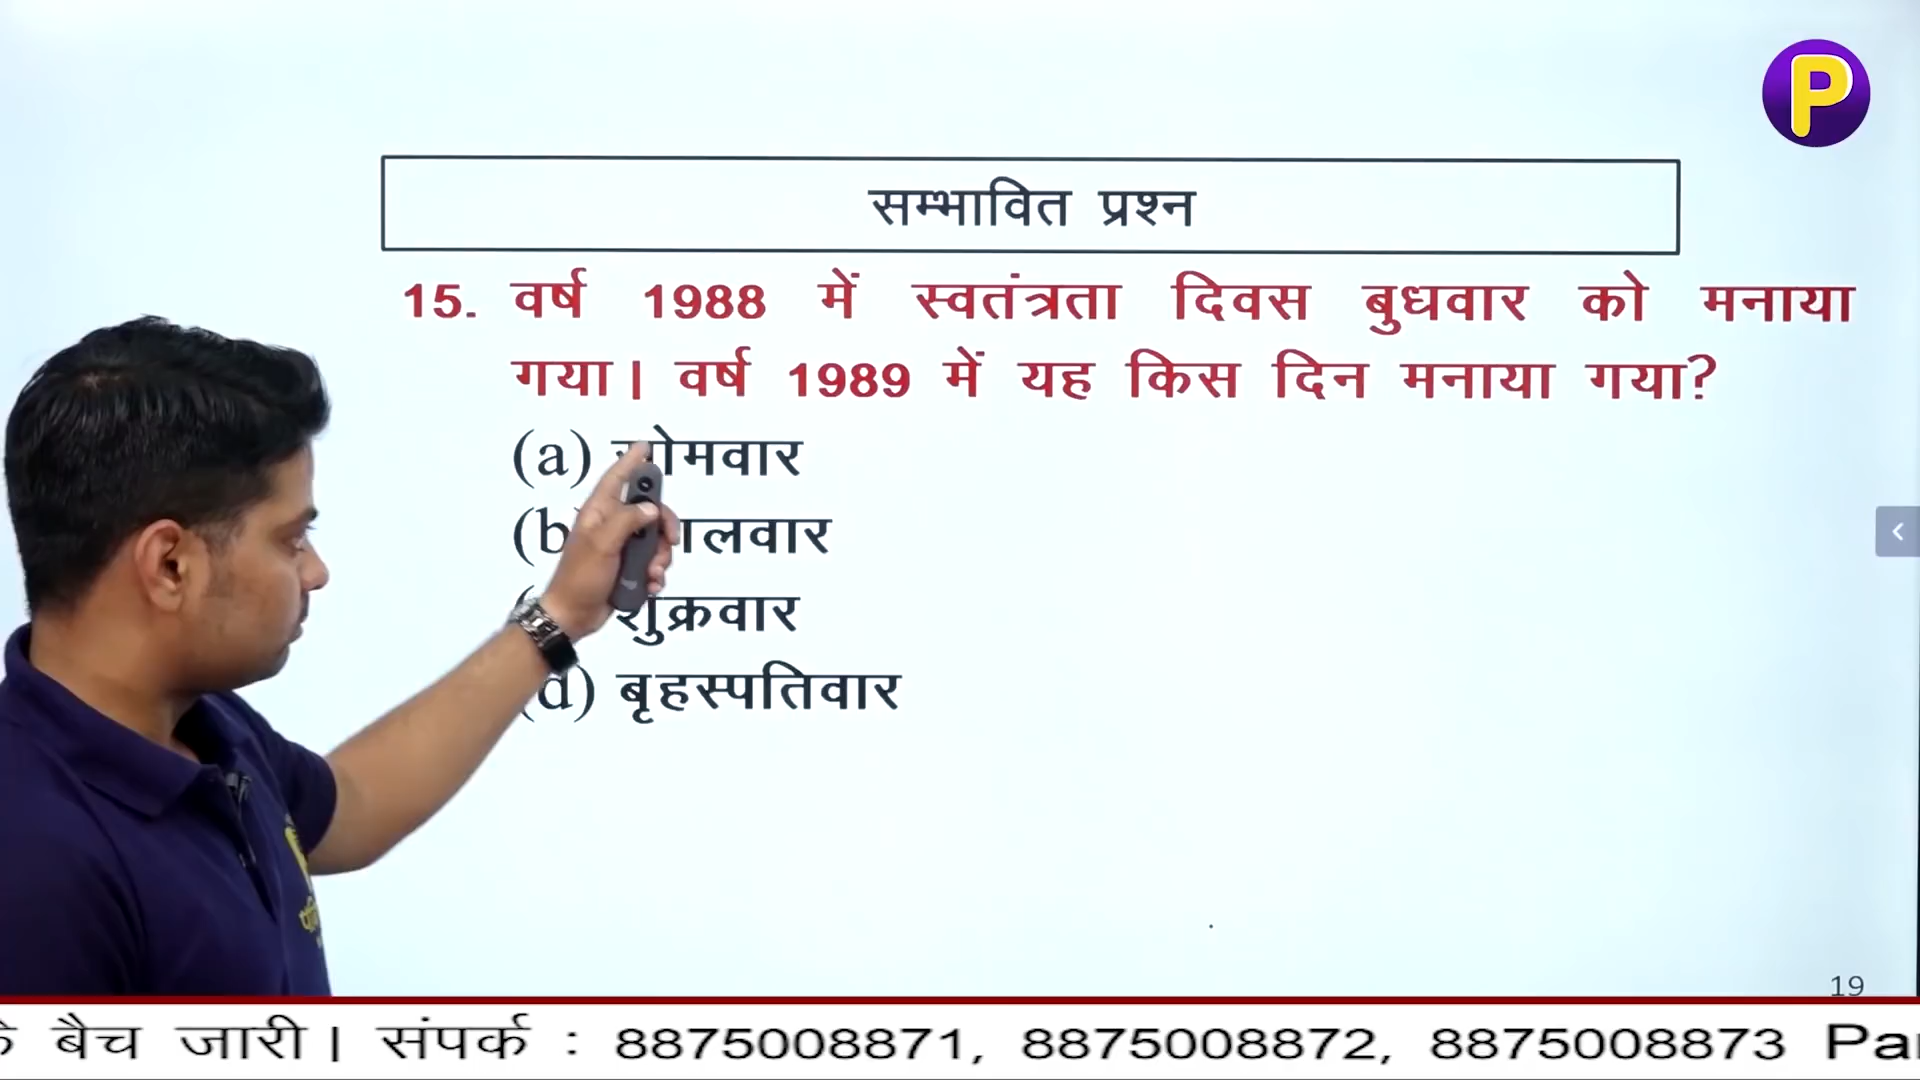 P
सम्भावित प्रश्न
15. वर्ष 1988 में स्वतंत्रता दिवस बुधवार को मनाया
गया। वर्ष 1989 में यह किस दिन मनाया गया?
(a) सोमवार
शुक्रवार
(d) बृहस्पतिवार
19
बैच जारी। संपर्क : 8875008871, 8875008872, 8875008873